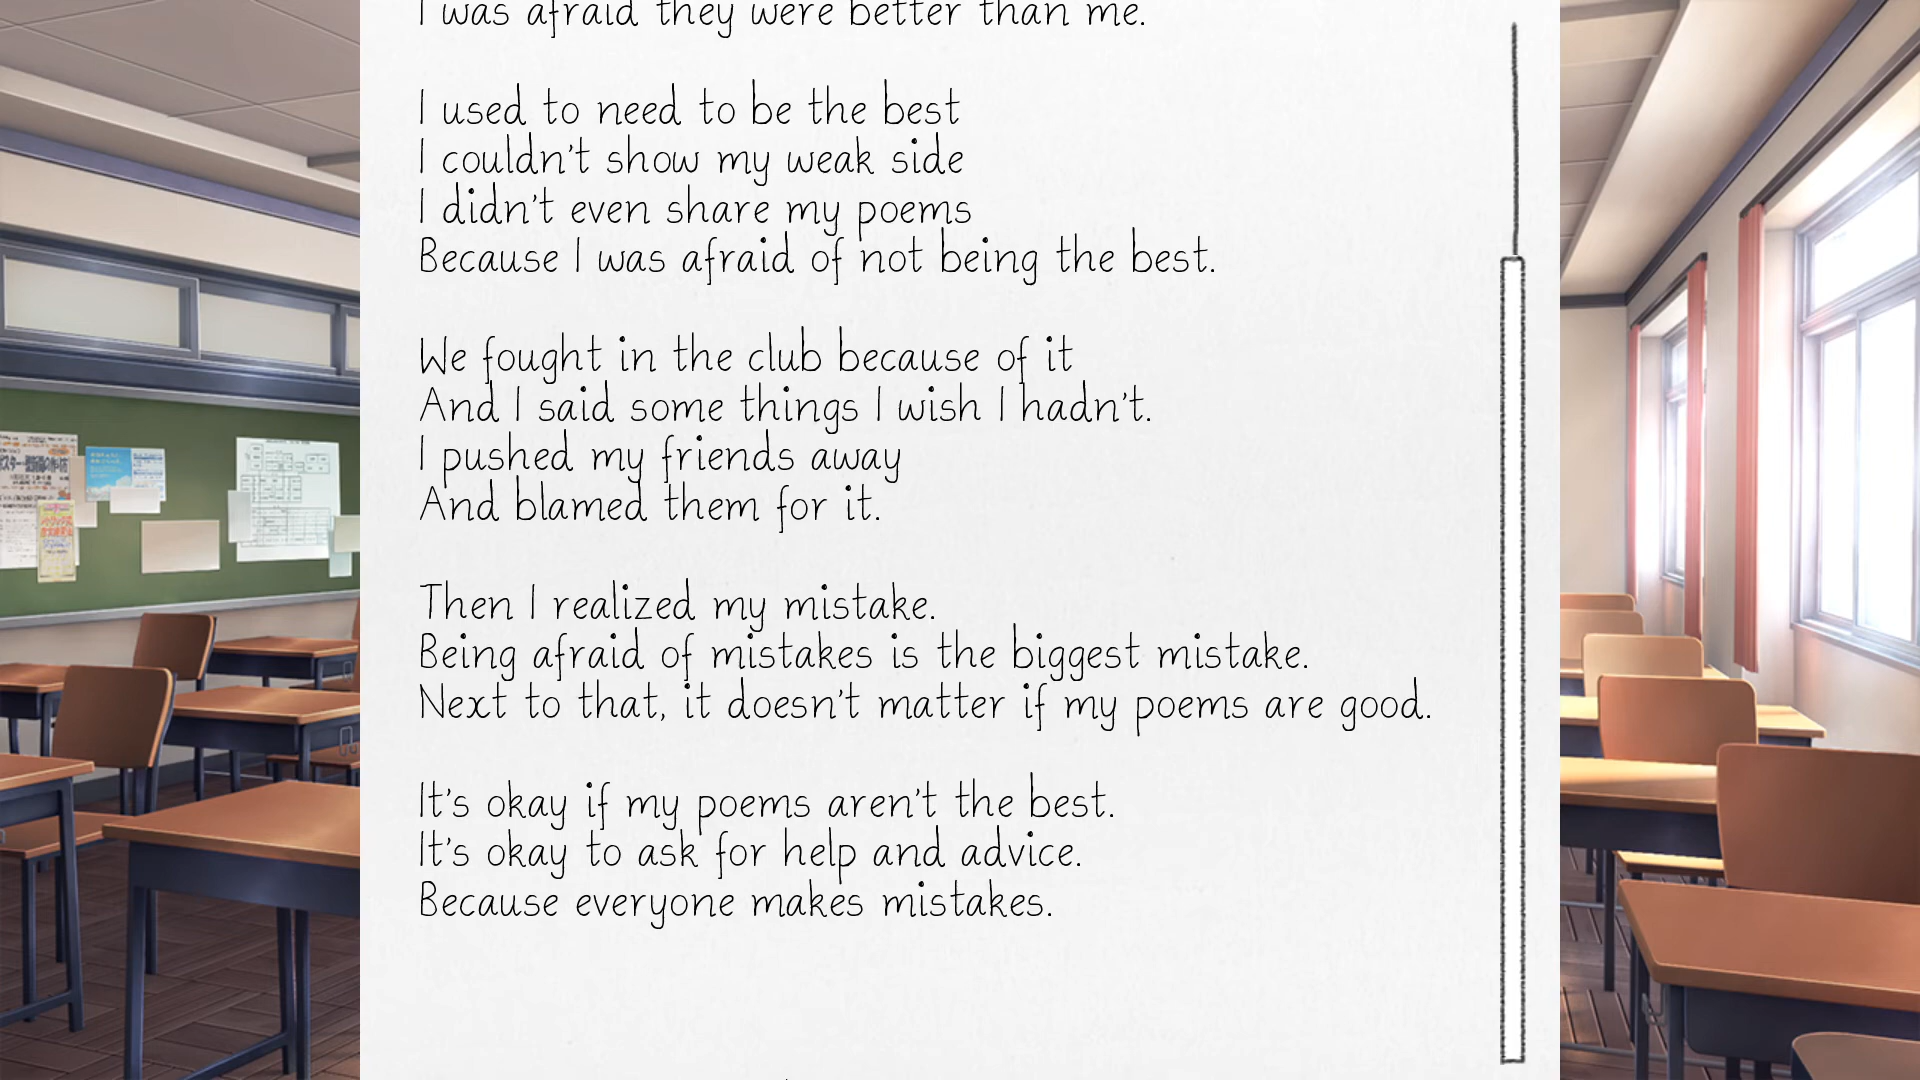 I was afraid they were better than me.
I used to need to be the best
I couldn't show my weak side
I didn't even share my poems
Because I was afraid of not being the best.
We fought in the club because of it
And I said some things I wish I hadn't.
I pushed my friends away
And blamed them for it.
Then I realized my mistake.
Being afraid of mistakes is the biggest mistake.
Next to that, it doesn't matter if my poems are good.
It's okay if my poems aren't the best.
It's okay to ask for help and advice.
Because everyone makes mistakes.